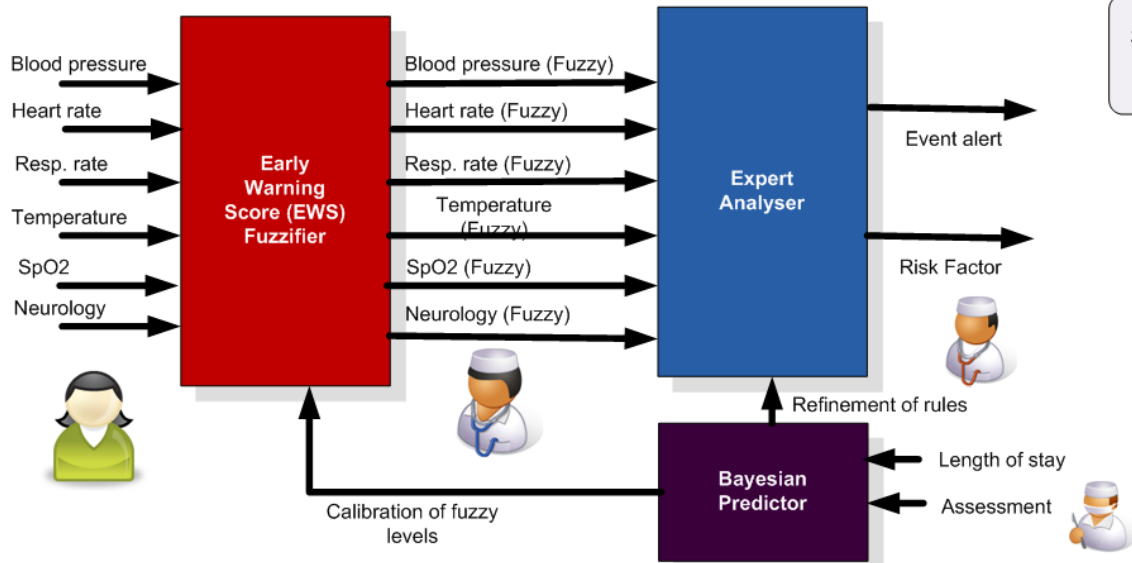 Blood pressure
Heart rate
Resp. rate
Temperature
SpO2
Neurology
Early
Warning
Score (EWS)
Fuzzifier
Blood pressure (Fuzzy)
Heart rate (Fuzzy)
Resp. rate (Fuzzy)
Temperature
(Fuzzy)
SpO2 (Fuzzy)
Neurology (Fuzzy)
Expert
Analyser
Event alert
Risk Factor
Refinement of rules
Bayesian
Predictor
Length of stay
Assessment
Calibration of fuzzy
levels